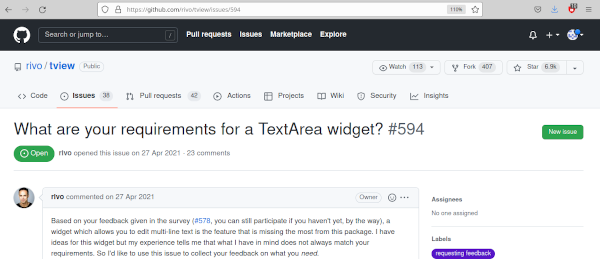 https://github.com/rivo/tview/issues/594 110%
Search or jump to... / Pull requests Issues Marketplace Explore
rivo / tview Public Watch 113 Fork 407 Star 6.9k
Code Issues 38 Pull requests 42 Actions Projects Wiki Security Insights
What are your requirements for a TextArea widget? #594 New issue
Open rivo opened this issue on 27 Apr 2021 · 23 comments
rivo commented on 27 Apr 2021 Owner
Assignees
No one assigned
Based on your feedback given in the survey (#578, you can still participate if you haven't yet, by the way), a
widget which allows you to edit multi-line text is the feature that is missing the most from this package. I have
ideas for this widget but my experience tells me that what I have in mind does not always match your
requirements. So I'd like to use this issue to collect your feedback on what you need.
Labels
requesting feedback